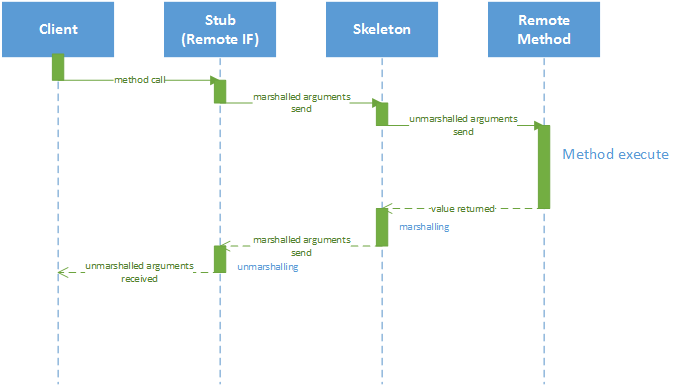 Client
Stub
(Remote IF)
Skeleton
Remote
Method
method call
marshalled arguments
send
unmarshalled arguments
send
Method execute
value returned
marshalling
marshalled arguments
send
unmarshalling
unmarshalled arguments
received